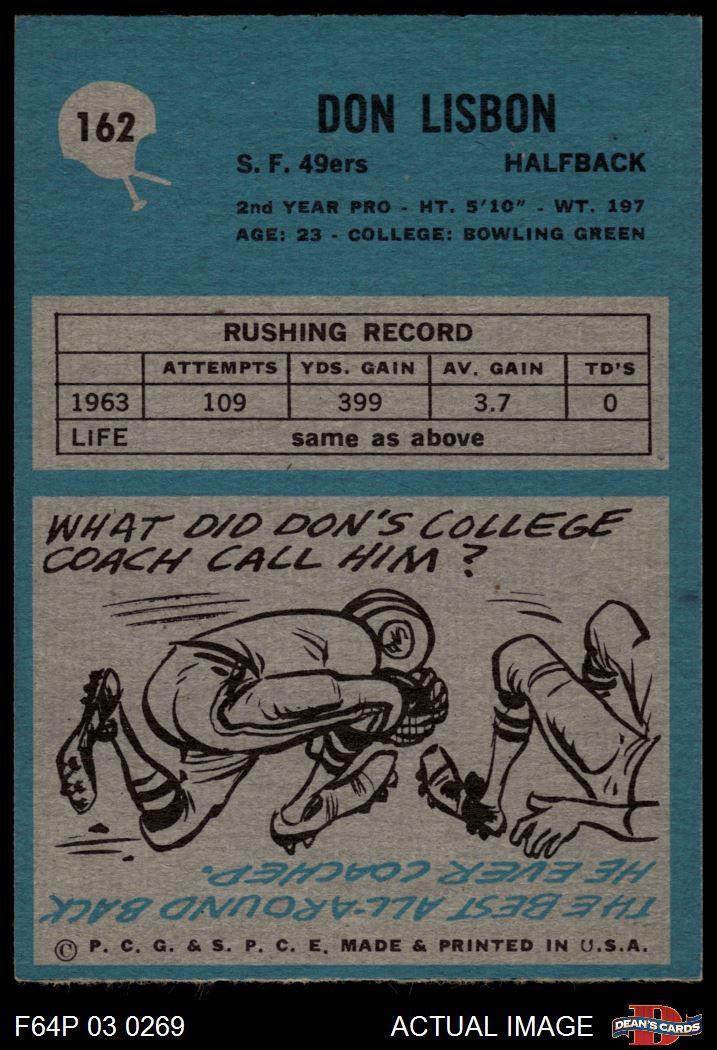 162
DON LISBON
S. F. 49ers HALFBACK
2nd YEAR PRO - HT. 5'10" - WT. 197
AGE: 23 - COLLEGE: BOWLING GREEN
RUSHING RECORD
ATTEMPTS YDS. GAIN AV. GAIN TD'S
1963 109 399 3.7 0
LIFE same as above
WHAT DID DON'S COLLEGE
COACH CALL HIM?
THE BEST ALL-AROUND BACK
HE EVER COACHED.
© P. C. G. & S. P. C. E. MADE & PRINTED IN U.S.A.
F64P 03 0269 ACTUAL IMAGE DEAN'S CARDS